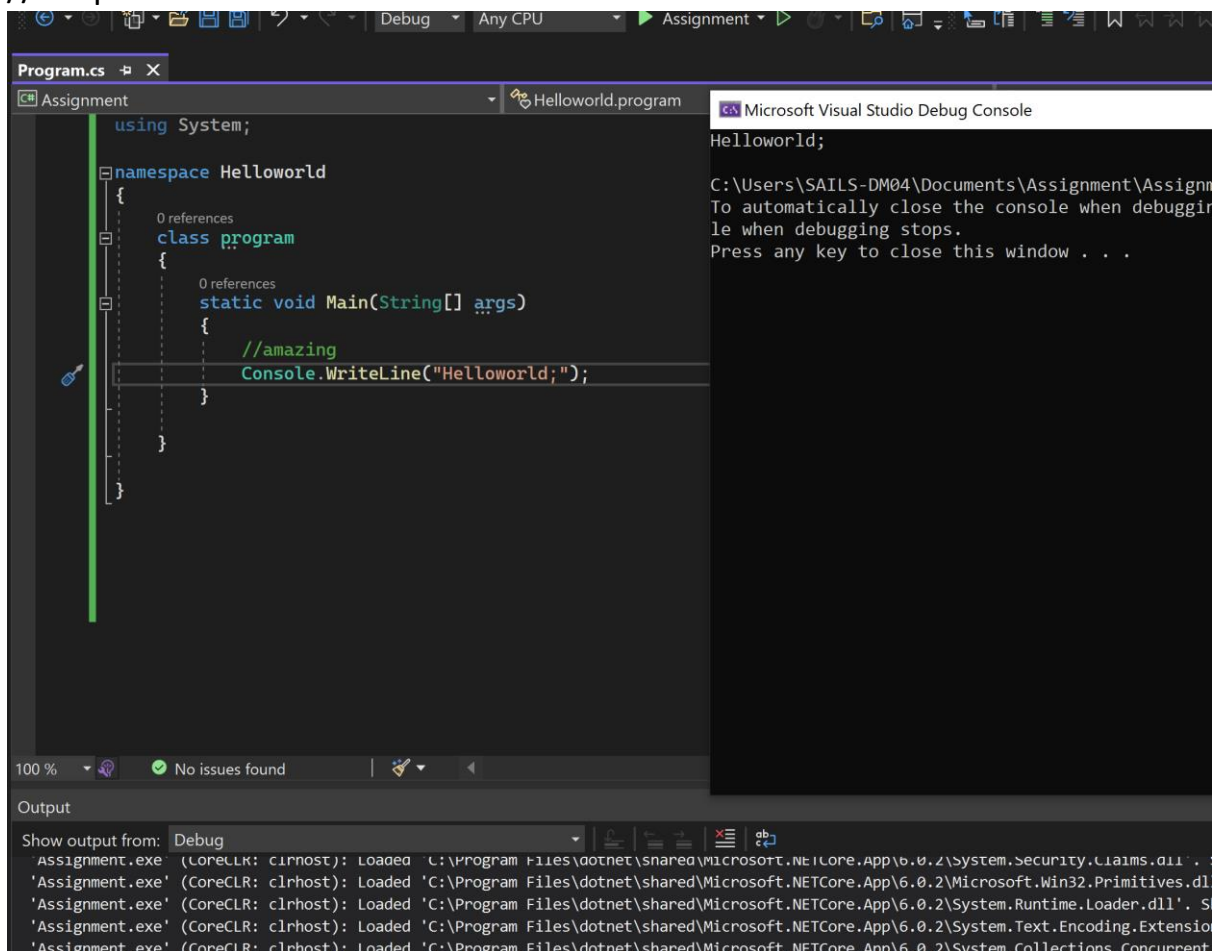 Debug Any CPU Assignment
Program.cs
C# Assignment Helloworld.program
using System;
namespace Helloworld
{
0 references
class program
{
0 references
static void Main(String[] args)
{
//amazing
Console.WriteLine("Helloworld;");
}
}
}
Microsoft Visual Studio Debug Console
Helloworld;
C:\Users\SAILS-DM04\Documents\Assignment\Assignm
To automatically close the console when debuggin
le when debugging stops.
Press any key to close this window . . .
100 % No issues found
Output
Show output from: Debug
'Assignment.exe' (CoreCLR: clrhost): Loaded 'C:\Program Files\dotnet\shared\Microsoft.NETCore.App\6.0.2\System.Security.Claims.dll'. S
'Assignment.exe' (CoreCLR: clrhost): Loaded 'C:\Program Files\dotnet\shared\Microsoft.NETCore.App\6.0.2\Microsoft.Win32.Primitives.dl
'Assignment.exe' (CoreCLR: clrhost): Loaded 'C:\Program Files\dotnet\shared\Microsoft.NETCore.App\6.0.2\System.Runtime.Loader.dll'. S
'Assignment.exe' (CoreCLR: clrhost): Loaded 'C:\Program Files\dotnet\shared\Microsoft.NETCore.App\6.0.2\System.Text.Encoding.Extension
'Assignment.exe' (CoreCLR: clrhost): Loaded 'C:\Program Files\dotnet\shared\Microsoft.NETCore.App\6.0.2\System.Collections.Concurrent